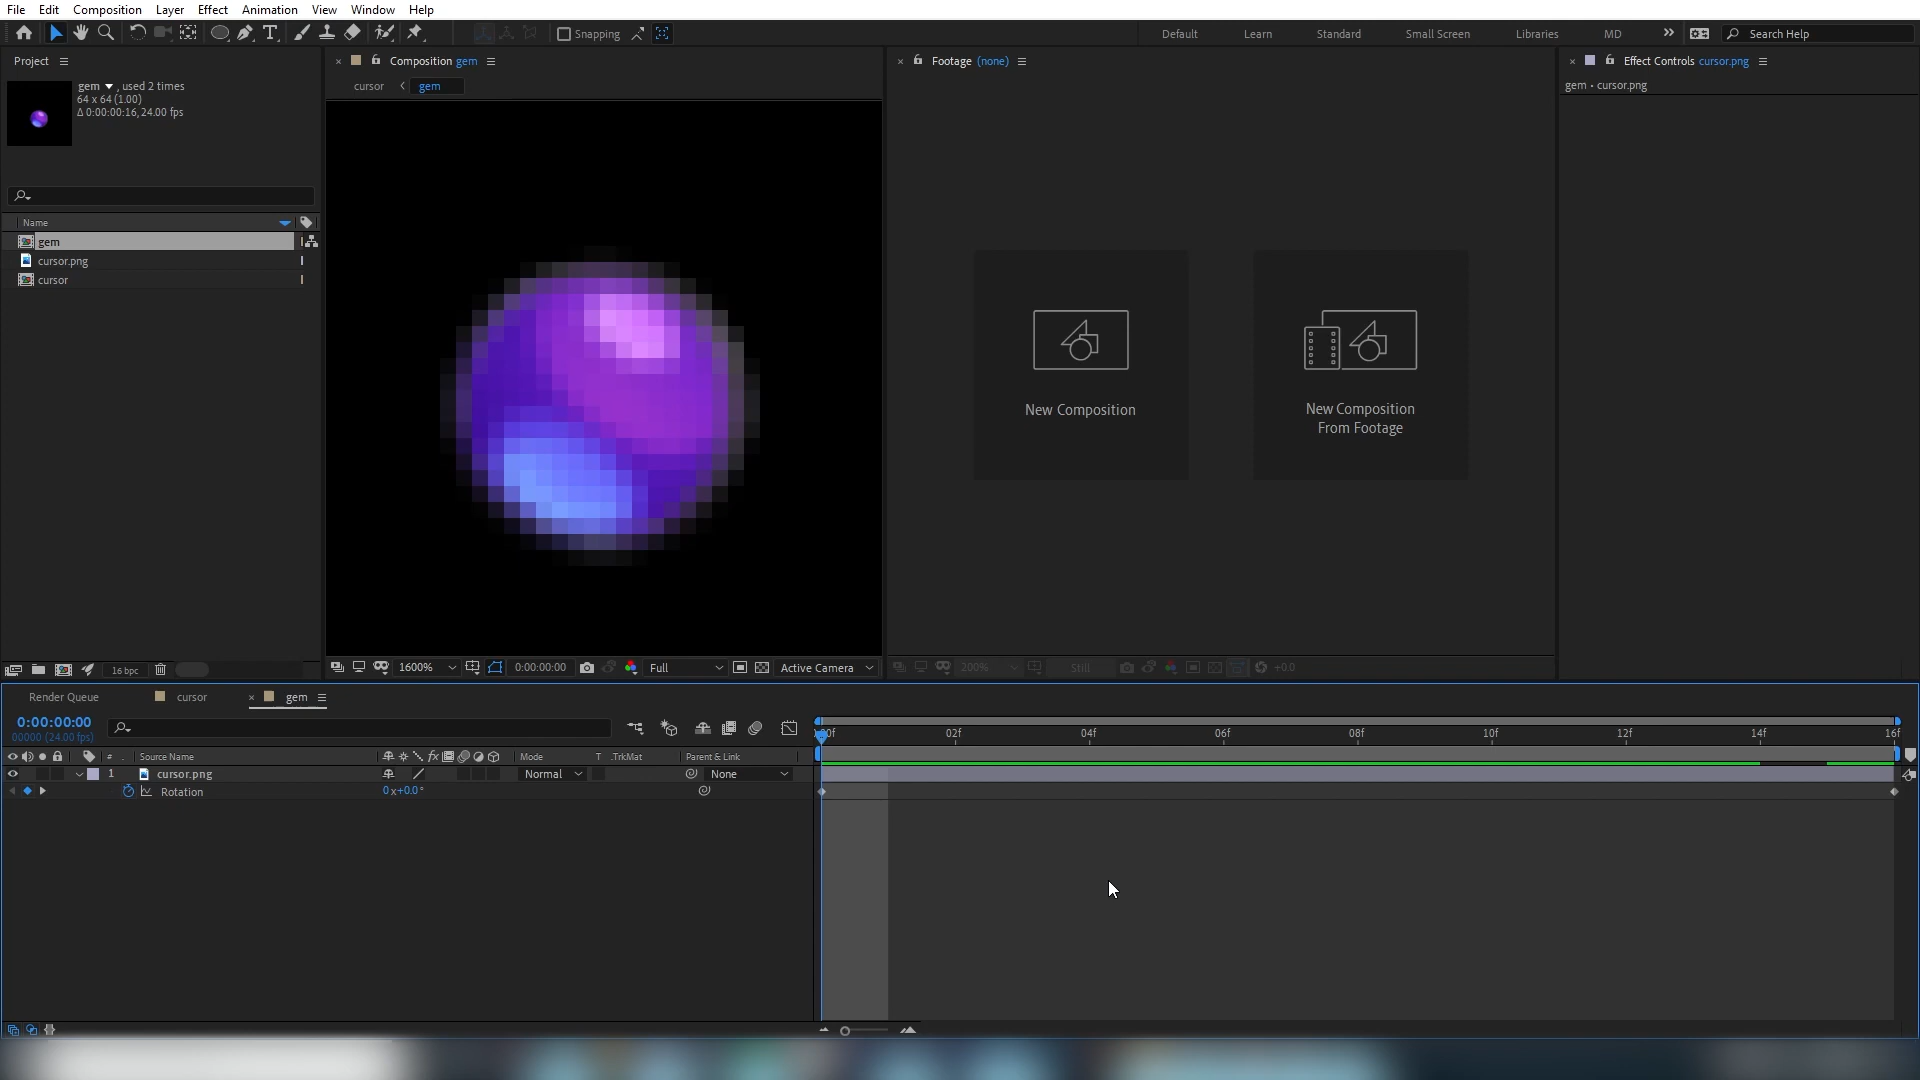 File Edit Composition Layer Effect Animation View Window Help
Snapping
Default Learn Standard Small Screen Libraries MD Search Help
Project
gem , used 2 times
64 x 64 (1.00)
Δ 0:00:00:16, 24.00 fps
Name
gem
cursor.png
cursor
16 bpc
Composition gem
cursor gem
1600% 0:00:00:00 Full Active Camera
Footage (none)
New Composition
New Composition
From Footage
200% Still +0.0
Effect Controls cursor.png
gem • cursor.png
Render Queue cursor gem
0:00:00:00
00000 (24.00 fps)
:00f 02f 04f 06f 08f 10f 12f 14f 16f
# . Source Name Mode T .TrkMat Parent & Link
1 cursor.png Normal None
Rotation 0x+0.0°